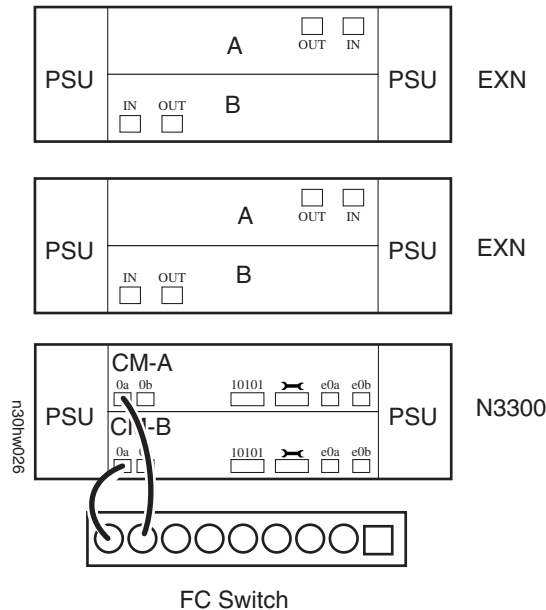 A
OUT IN
PSU
PSU
EXN
IN OUT
B
A
OUT IN
PSU
PSU
EXN
IN OUT
B
CM-A
0a 0b
10101
e0a e0b
PSU
PSU
N3300
CM-B
0a
10101
e0a e0b
n30hw026
FC Switch